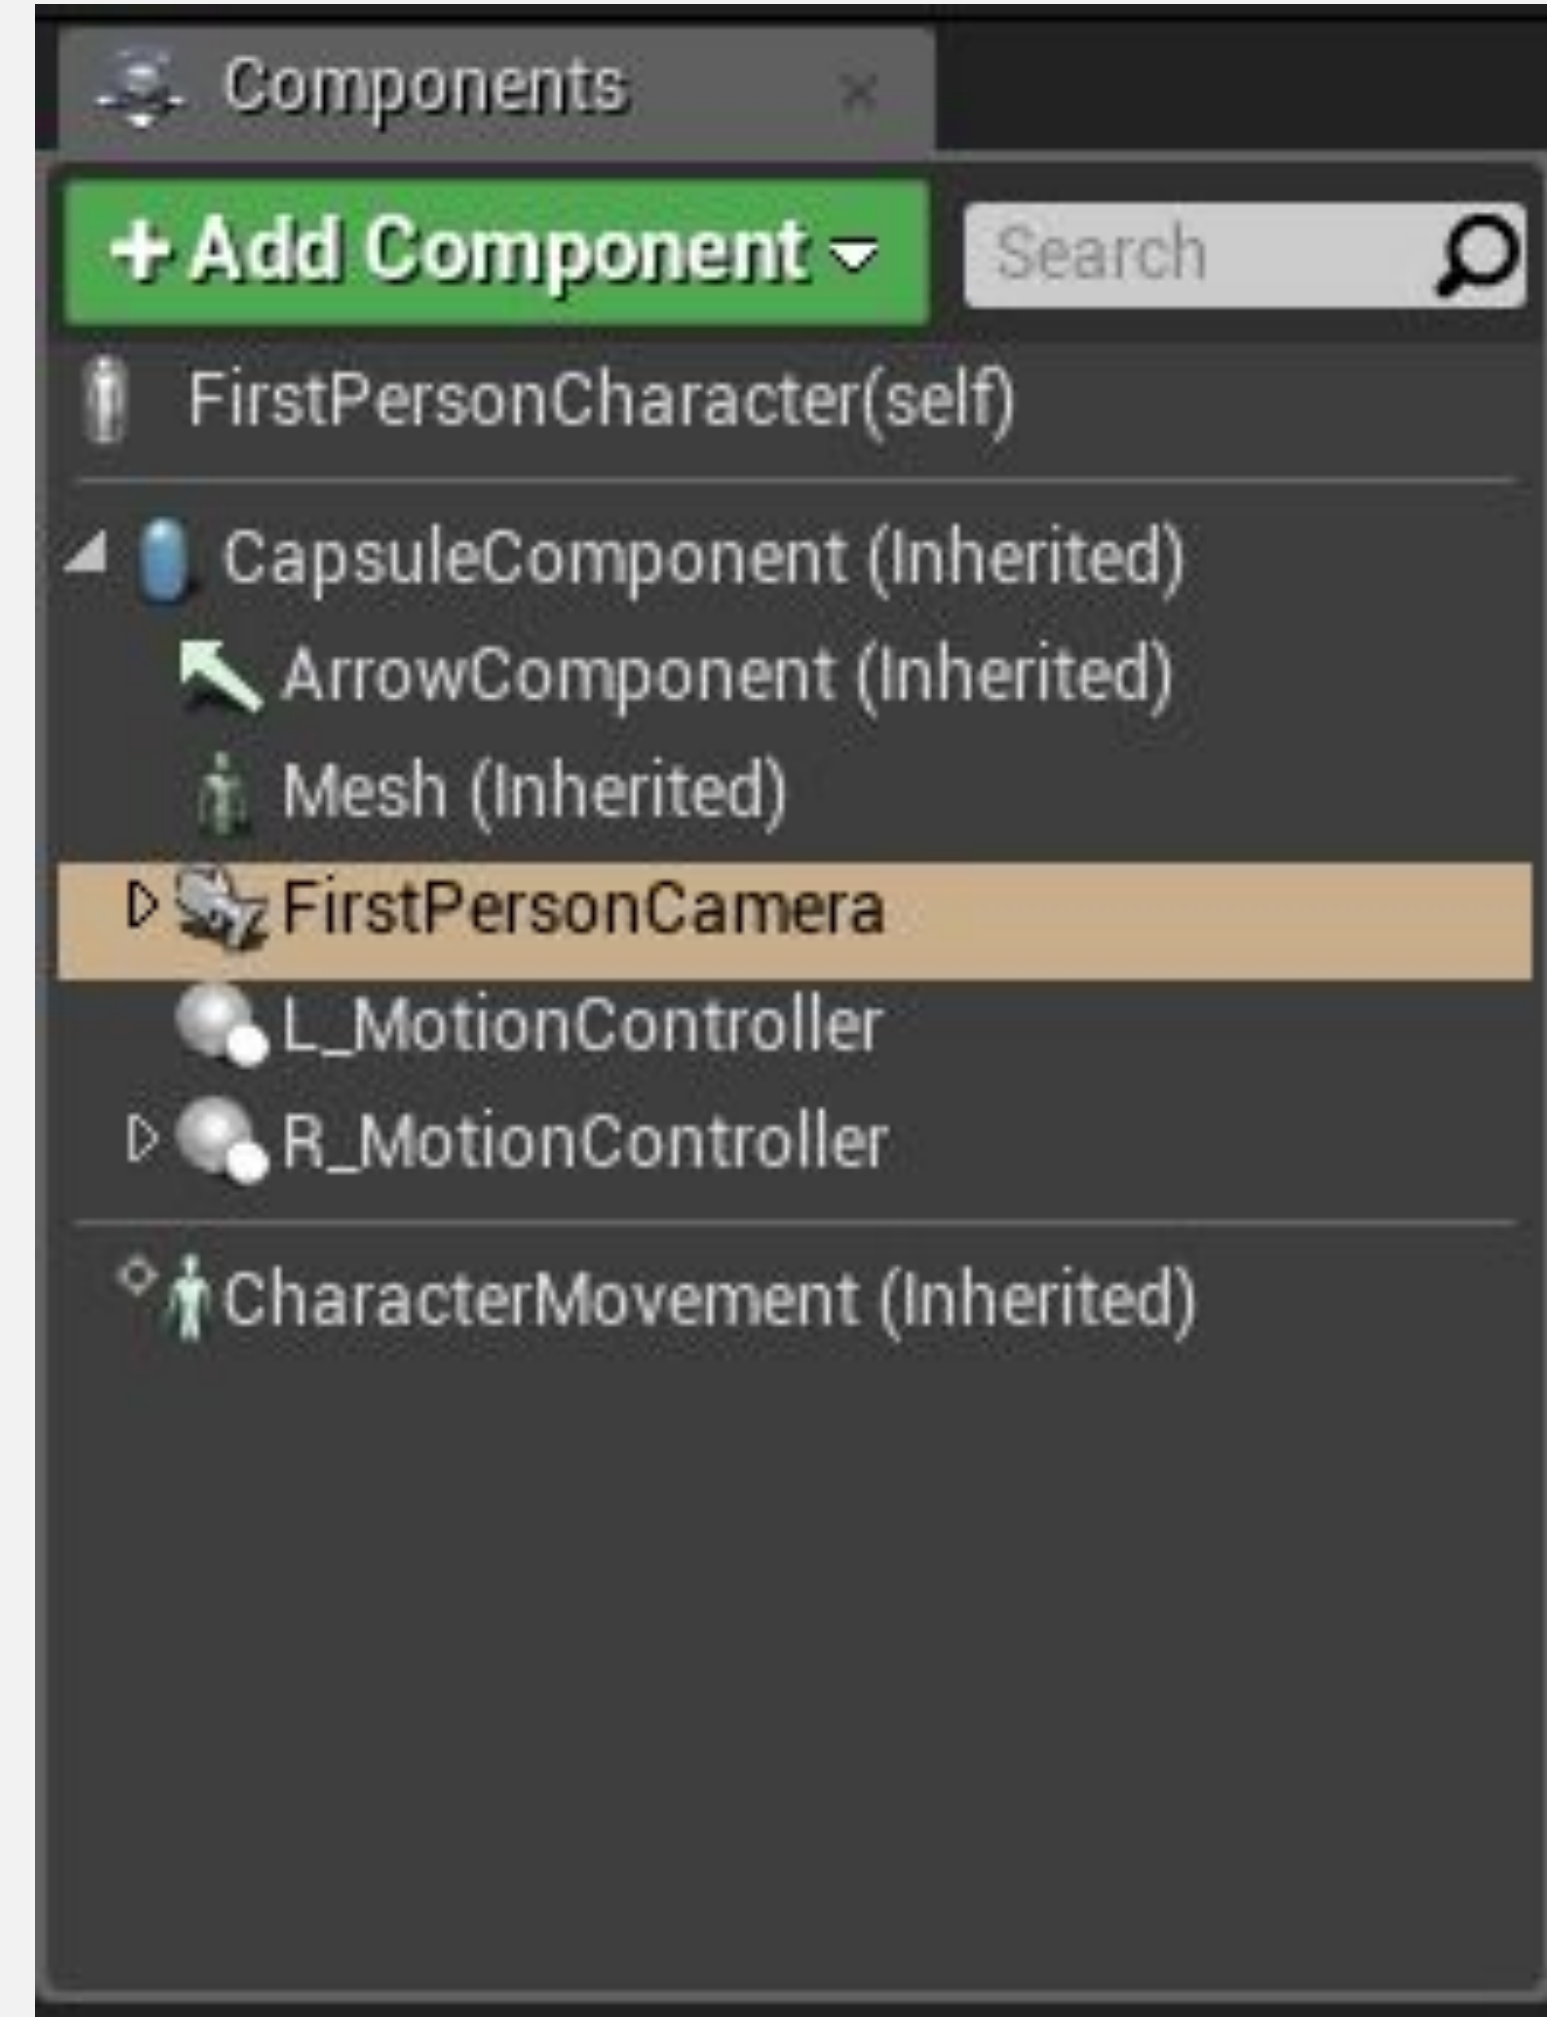 Components
+Add Component
Search
FirstPersonCharacter(self)
CapsuleComponent (Inherited)
ArrowComponent (Inherited)
Mesh (Inherited)
FirstPersonCamera
L_MotionController
R_MotionController
CharacterMovement (Inherited)